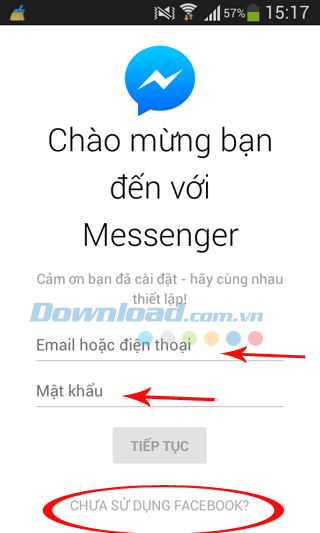 57% 15:17
Chào mừng bạn
đến với
Messenger
Cảm ơn bạn đã cài đặt - hãy cùng nhau
thiết lập!
Download.com.vn
Email hoặc điện thoại
Mật khẩu
TIẾP TỤC
CHƯA SỬ DỤNG FACEBOOK?